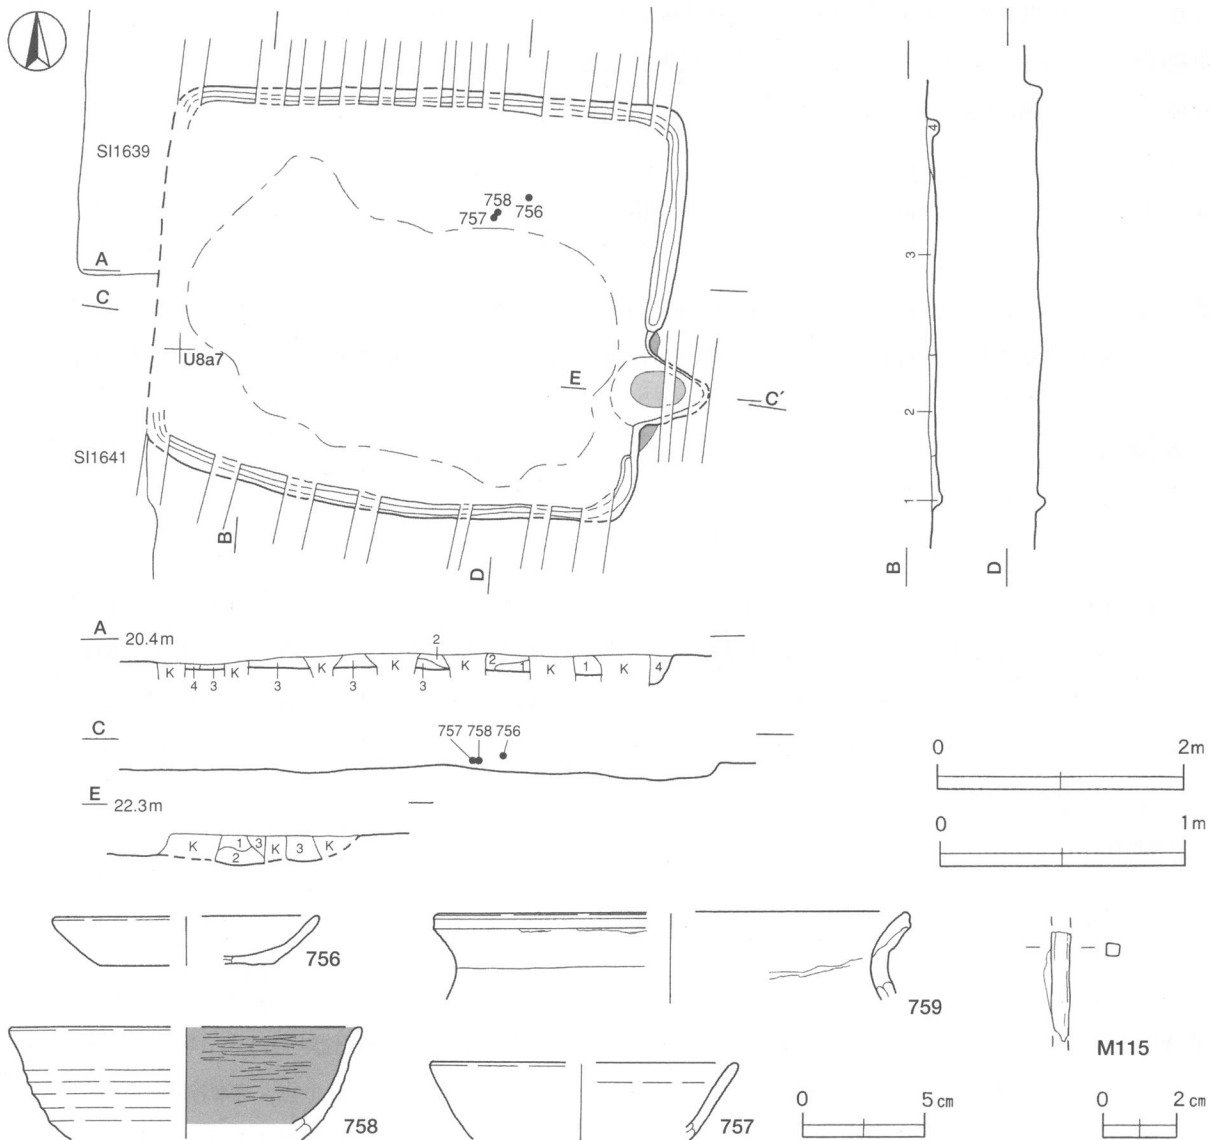 SI1639
758
757 756
A
C
U8a7
E
C′
SI1641
B
D
4
3
2
1
B
D
A 20.4m
2
K K K K K 2 1 K 1 K 4
4 3 3 3 3
C
757 758 756
E 22.3m
K 1 3 K 3 K
2
0 2m
0 1m
756
759
M115
758
757
0 5cm
0 2cm